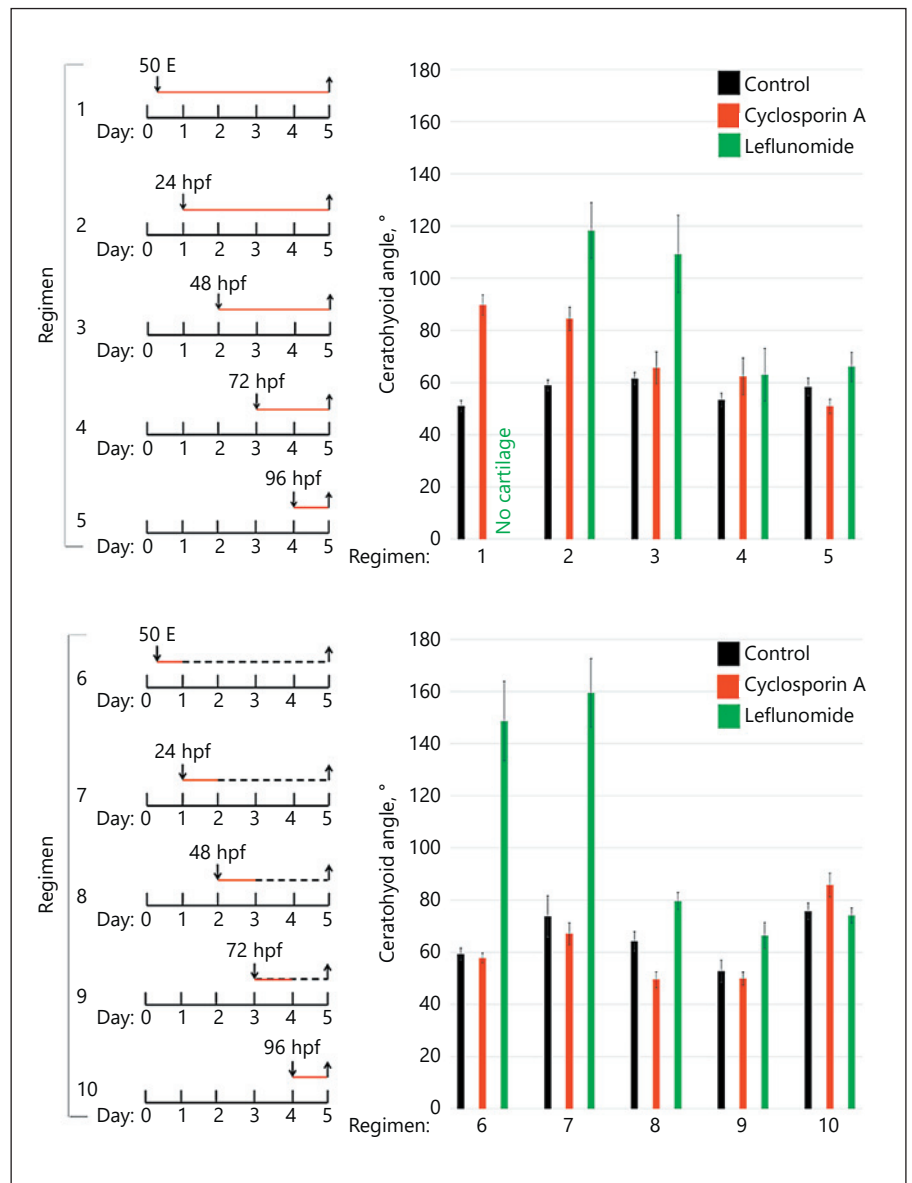 50 E
1
Day: 0 1 2 3 4 5
24 hpf
2
Day: 0 1 2 3 4 5
48 hpf
3
Day: 0 1 2 3 4 5
72 hpf
4
Day: 0 1 2 3 4 5
96 hpf
5
Day: 0 1 2 3 4 5
Regimen
180
160
140
120
100
80
60
40
20
0
Ceratohyoid angle, °
Control
Cyclosporin A
Leflunomide
No cartilage
Regimen: 1 2 3 4 5
50 E
6
Day: 0 1 2 3 4 5
24 hpf
7
Day: 0 1 2 3 4 5
48 hpf
8
Day: 0 1 2 3 4 5
72 hpf
9
Day: 0 1 2 3 4 5
96 hpf
10
Day: 0 1 2 3 4 5
Regimen
180
160
140
120
100
80
60
40
20
0
Ceratohyoid angle, °
Control
Cyclosporin A
Leflunomide
Regimen: 6 7 8 9 10